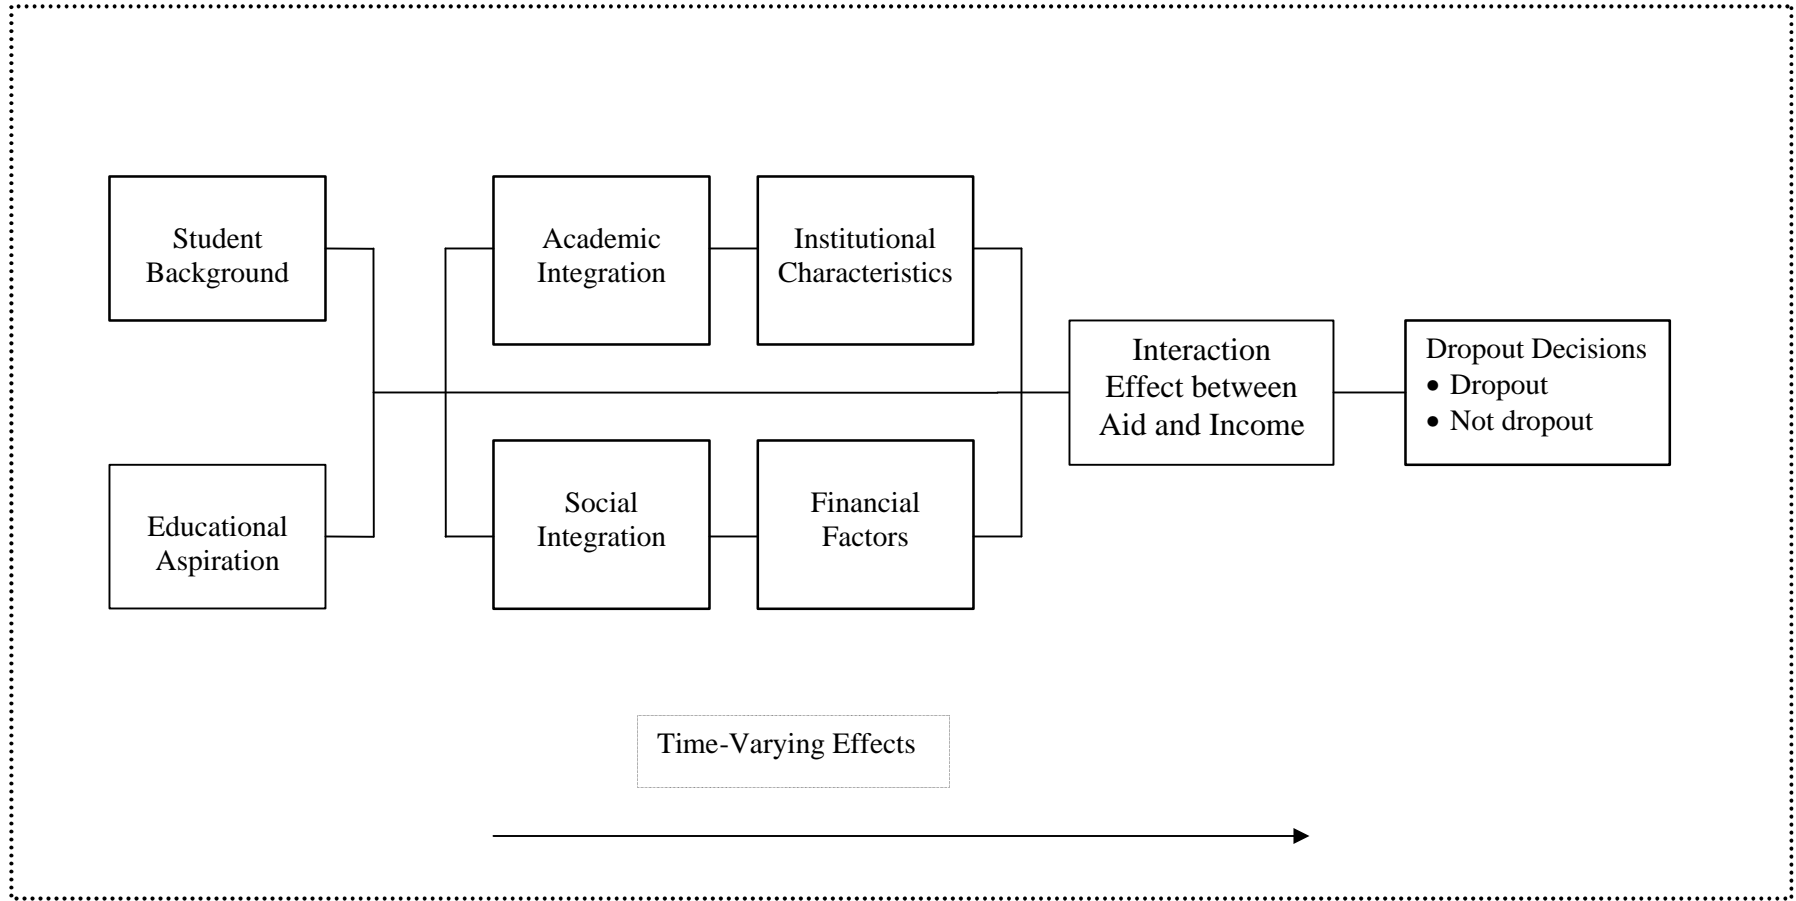 Student
Background
Academic
Integration
Institutional
Characteristics
Interaction
Effect between
Aid and Income
Dropout Decisions
• Dropout
• Not dropout
Educational
Aspiration
Social
Integration
Financial
Factors
Time-Varying Effects